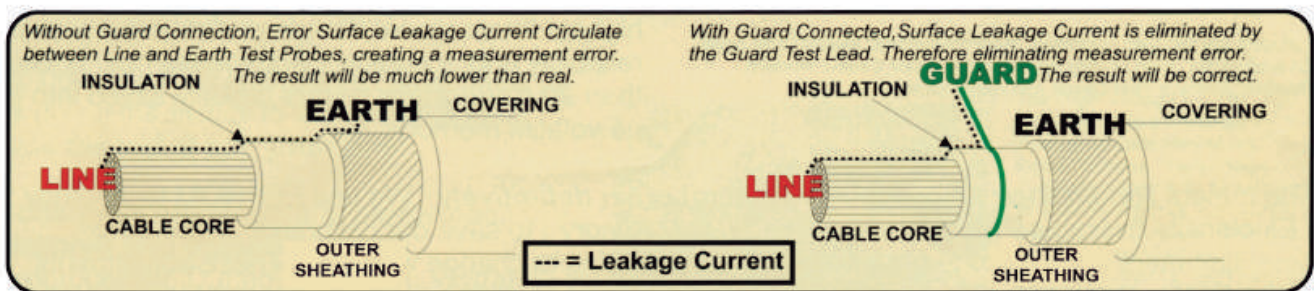 Without Guard Connection, Error Surface Leakage Current Circulate
between Line and Earth Test Probes, creating a measurement error.
The result will be much lower than real.
INSULATION
EARTH
COVERING
LINE
CABLE CORE
OUTER
SHEATHING
With Guard Connected,Surface Leakage Current is eliminated by
the Guard Test Lead. Therefore eliminating measurement error.
GUARD
The result will be correct.
INSULATION
EARTH
COVERING
LINE
CABLE CORE
OUTER
SHEATHING
--- = Leakage Current